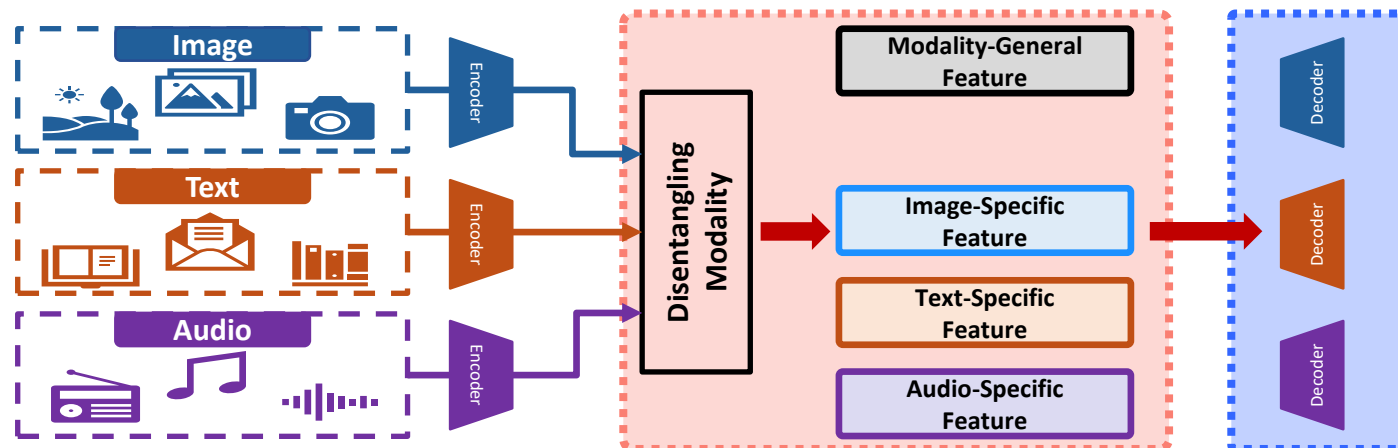 Image
Encoder
Text
Encoder
Audio
Encoder
Disentangling
Modality
Modality-General
Feature
Image-Specific
Feature
Text-Specific
Feature
Audio-Specific
Feature
Decoder
Decoder
Decoder